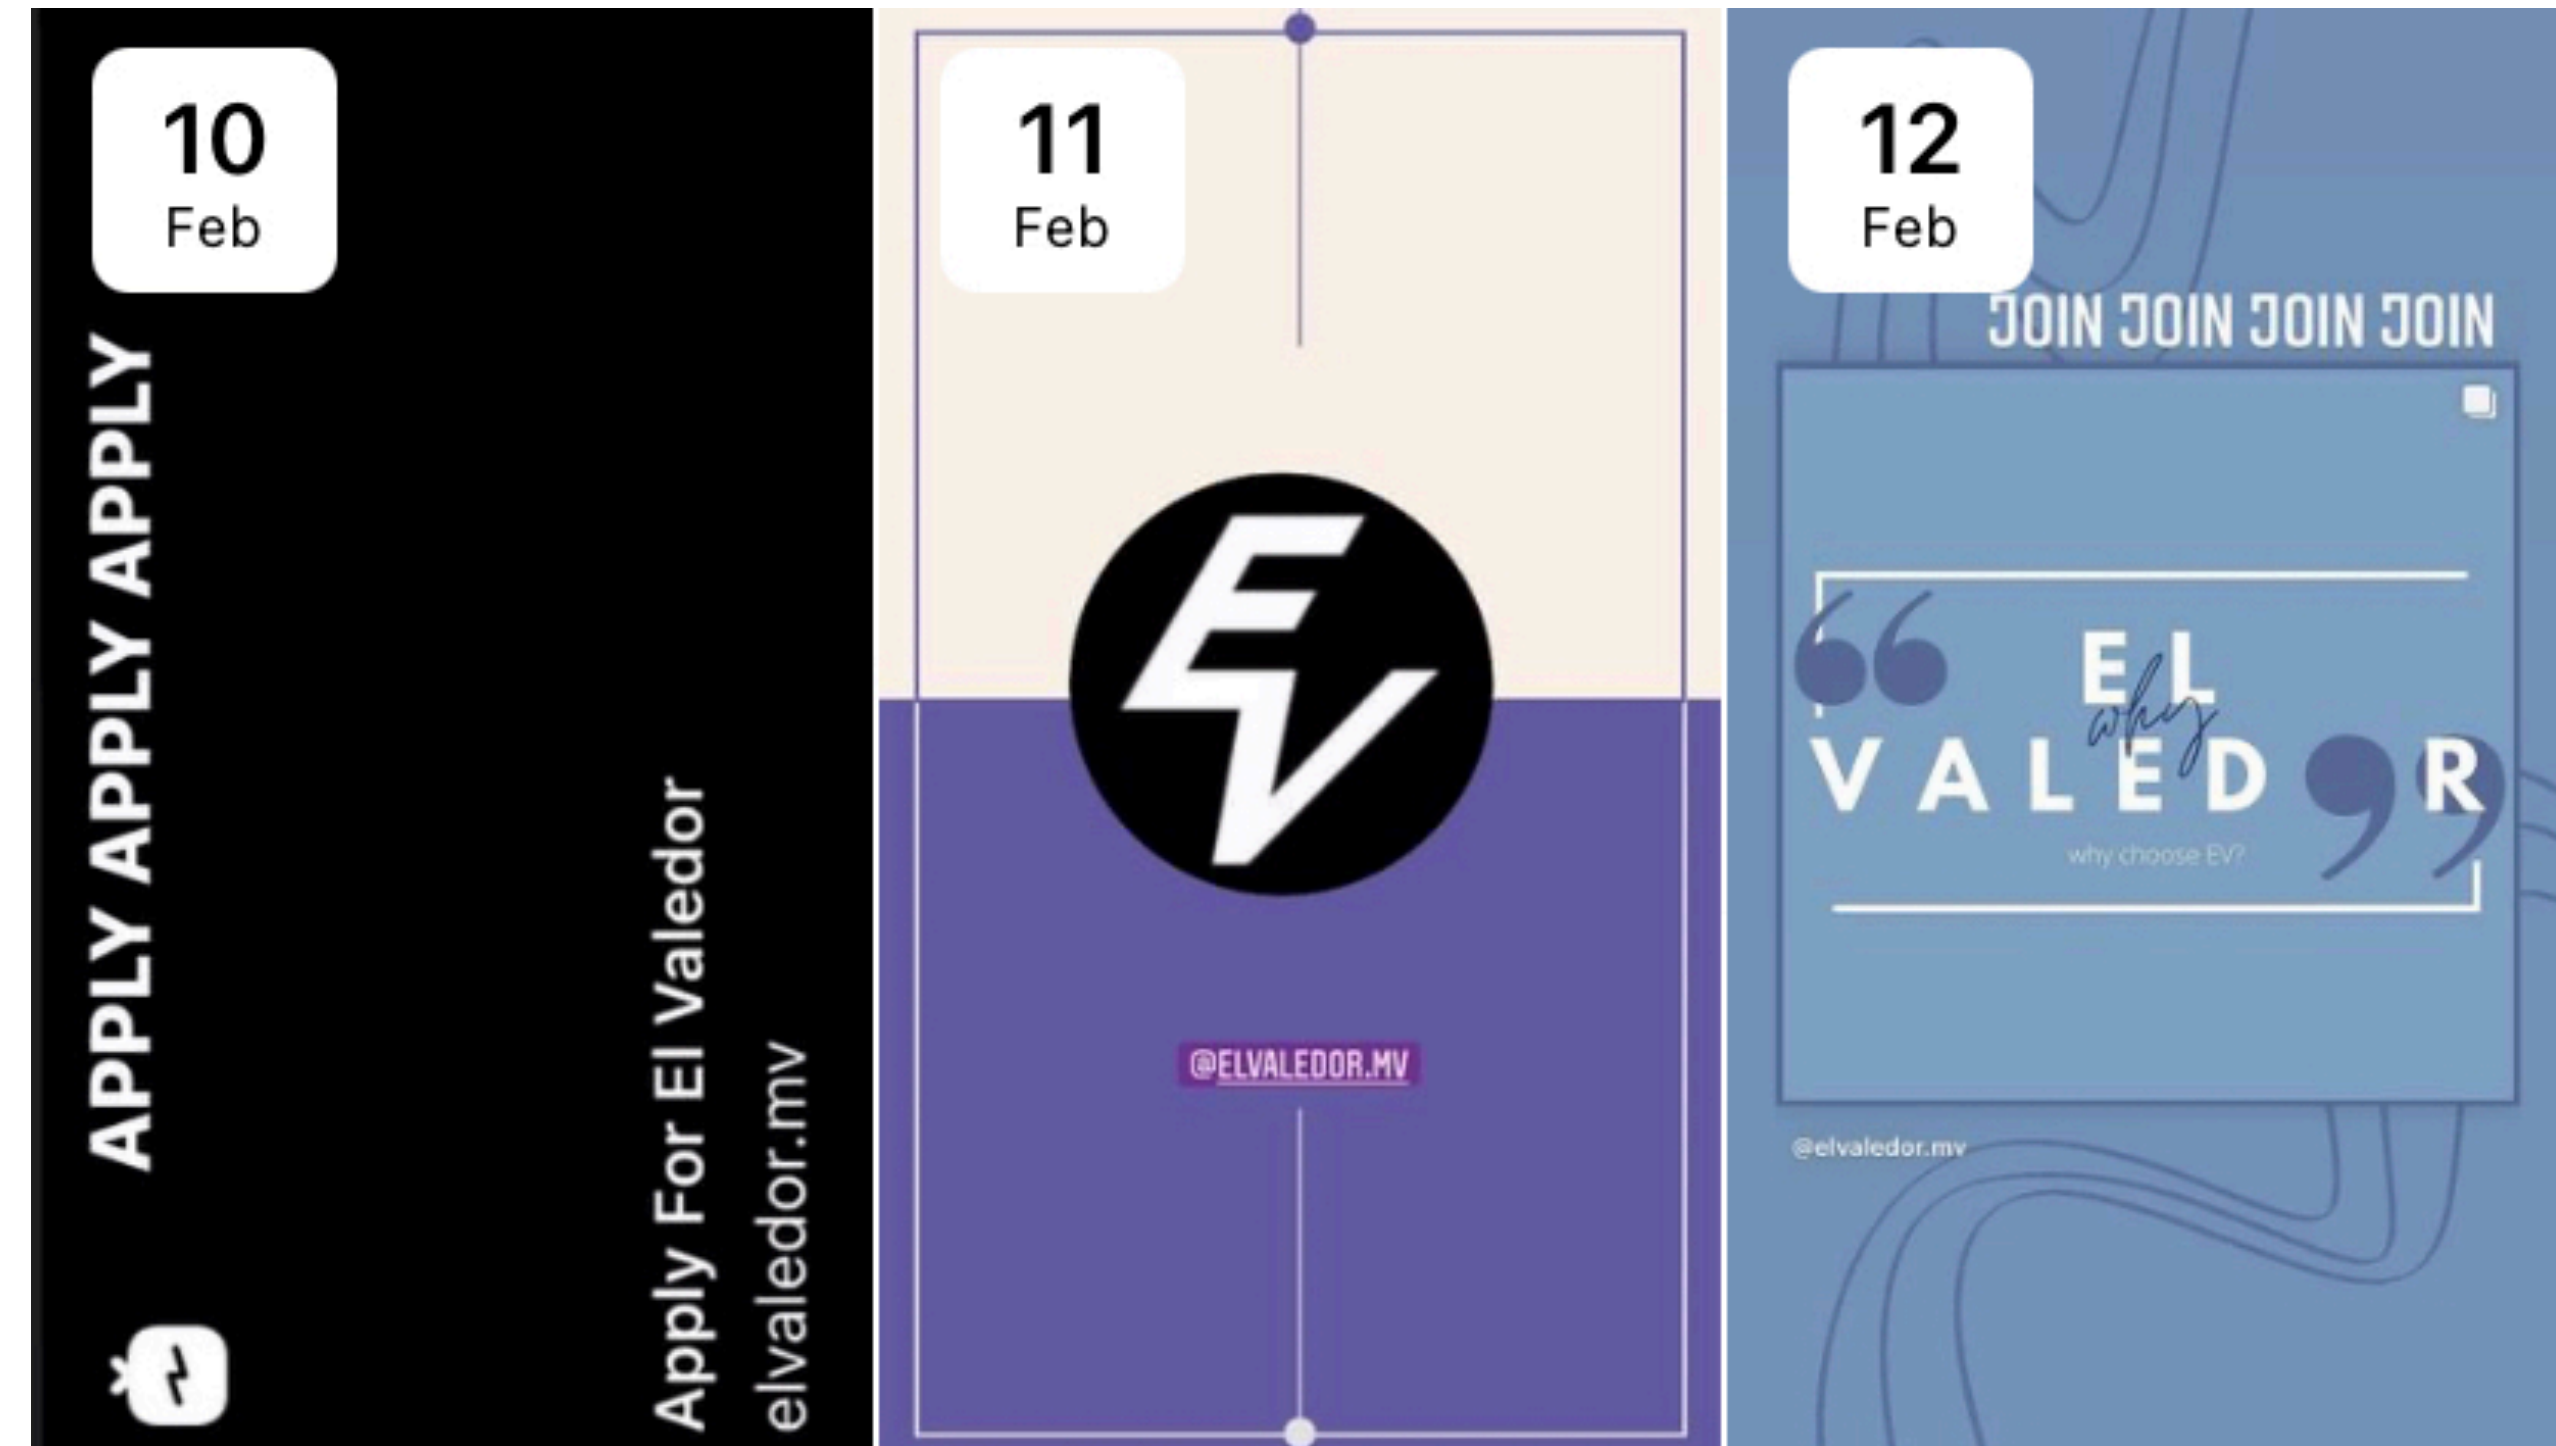 10
Feb
APPLY APPLY APPLY
Apply For El Valedor
elvaledor.mv
11
Feb
EV
@ELVALEDOR.MV
12
Feb
JOIN JOIN JOIN JOIN
“
EL
why
VALED R
”
why choose EV?
@elvaledor.mv